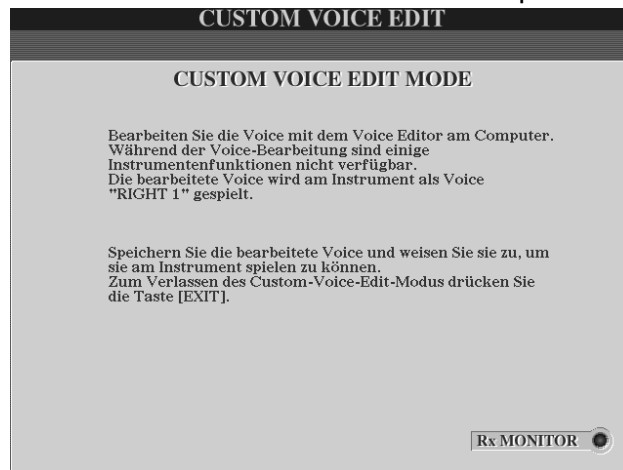 CUSTOM VOICE EDIT
CUSTOM VOICE EDIT MODE
Bearbeiten Sie die Voice mit dem Voice Editor am Computer.
Während der Voice-Bearbeitung sind einige
Instrumentenfunktionen nicht verfügbar.
Die bearbeitete Voice wird am Instrument als Voice
"RIGHT 1" gespielt.
Speichern Sie die bearbeitete Voice und weisen Sie sie zu, um
sie am Instrument spielen zu können.
Zum Verlassen des Custom-Voice-Edit-Modus drücken Sie
die Taste [EXIT].
Rx MONITOR